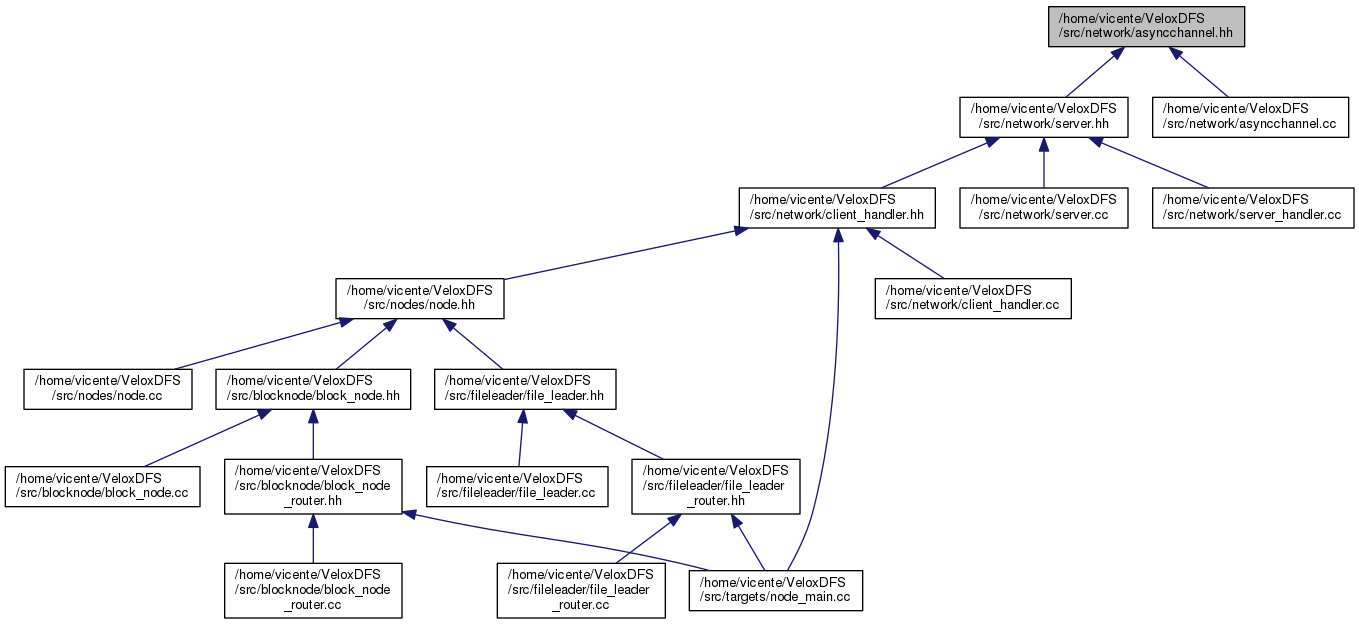 /home/vicente/VeloxDFS
/src/network/asyncchannel.hh
/home/vicente/VeloxDFS
/src/network/server.hh
/home/vicente/VeloxDFS
/src/network/asyncchannel.cc
/home/vicente/VeloxDFS
/src/network/client_handler.hh
/home/vicente/VeloxDFS
/src/network/server.cc
/home/vicente/VeloxDFS
/src/network/server_handler.cc
/home/vicente/VeloxDFS
/src/nodes/node.hh
/home/vicente/VeloxDFS
/src/network/client_handler.cc
/home/vicente/VeloxDFS
/src/nodes/node.cc
/home/vicente/VeloxDFS
/src/blocknode/block_node.hh
/home/vicente/VeloxDFS
/src/fileleader/file_leader.hh
/home/vicente/VeloxDFS
/src/blocknode/block_node.cc
/home/vicente/VeloxDFS
/src/blocknode/block_node
_router.hh
/home/vicente/VeloxDFS
/src/fileleader/file_leader.cc
/home/vicente/VeloxDFS
/src/fileleader/file_leader
_router.hh
/home/vicente/VeloxDFS
/src/blocknode/block_node
_router.cc
/home/vicente/VeloxDFS
/src/fileleader/file_leader
_router.cc
/home/vicente/VeloxDFS
/src/targets/node_main.cc